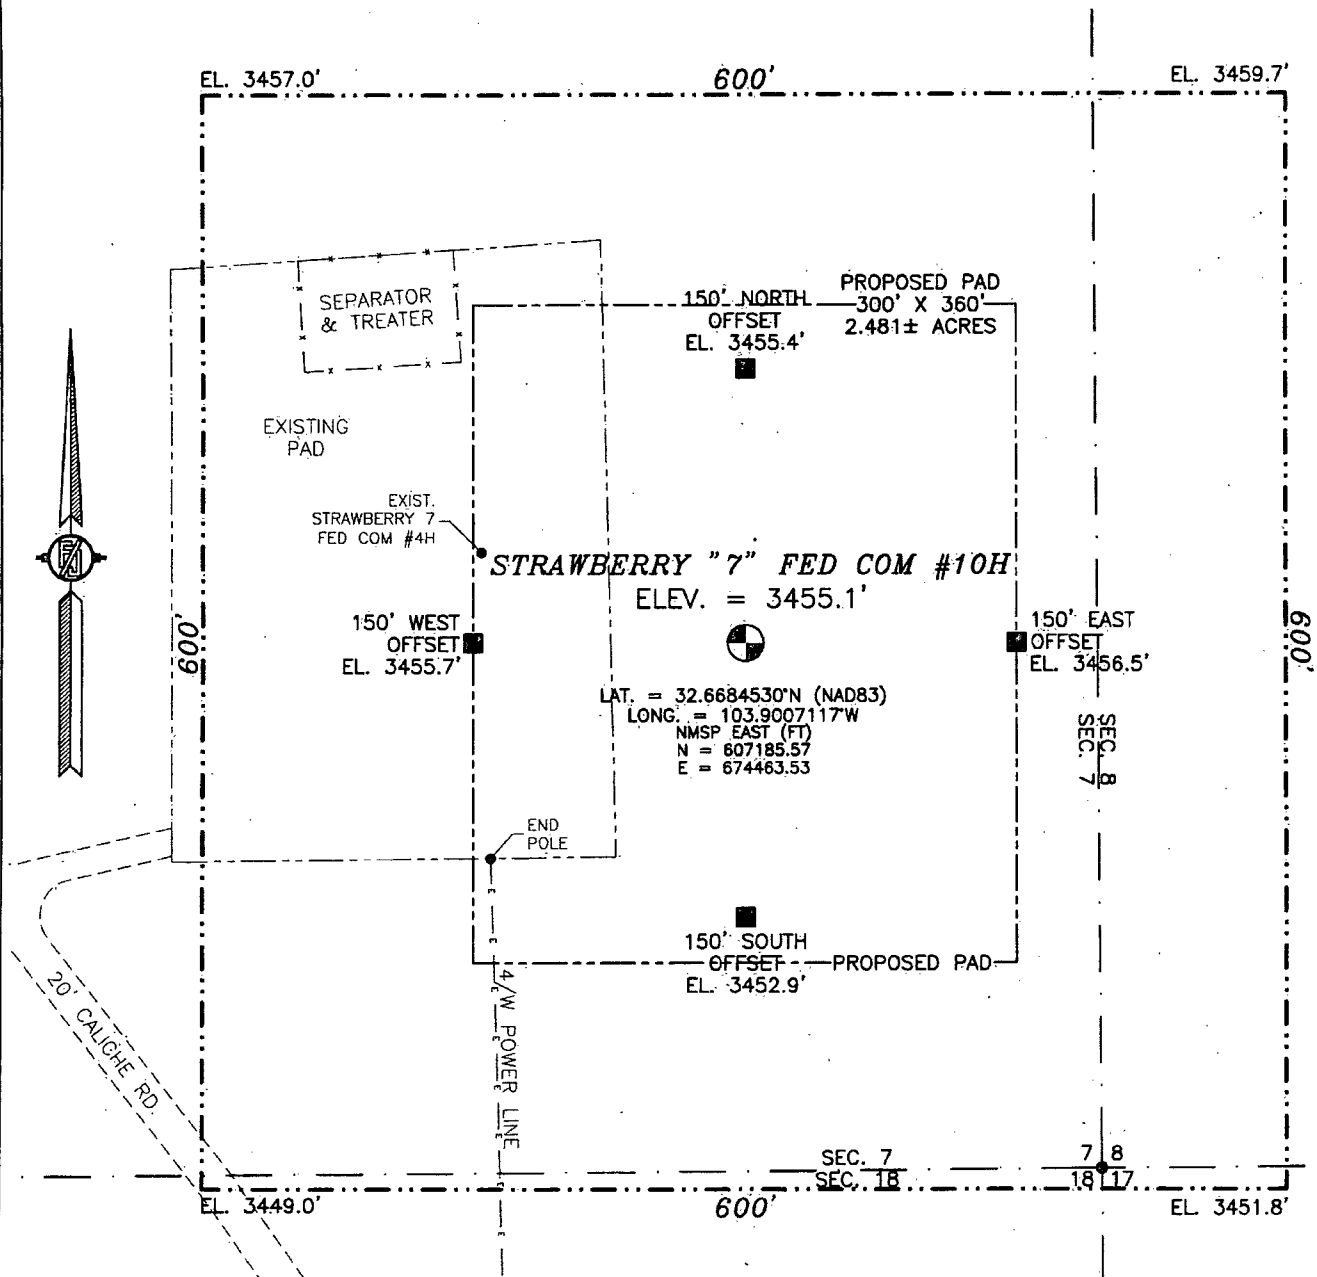 EL. 3457.0'
600'
EL. 3459.7'
SEPARATOR
& TREATER
150' NORTH
OFFSET
EL. 3455.4'
PROPOSED PAD
300' X 360'
2.481± ACRES
EXISTING
PAD
EXIST.
STRAWBERRY 7
FED COM #4H
STRAWBERRY "7" FED COM #10H
ELEV. = 3455.1'
600'
150' WEST
OFFSET
EL. 3455.7'
150' EAST
OFFSET
EL. 3456.5'
600'
LAT. = 32.6684530°N (NAD83)
LONG. = 103.9007117°W
NMSP EAST (FT)
N = 607185.57
E = 674463.53
SEC. 8
SEC. 7
END
POLE
150' SOUTH
OFFSET
EL. 3452.9'
PROPOSED PAD
20' CALICHE RD.
4/W POWER LINE
SEC. 7
SEC. 18
7 8
18 17
EL. 3449.0'
600'
EL. 3451.8'